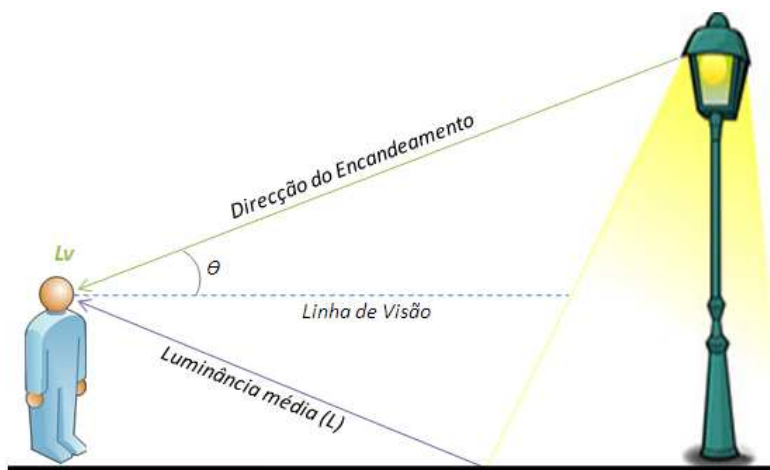 Direcção do Encandeamento
Lv
θ
Linha de Visão
Luminância média (L)